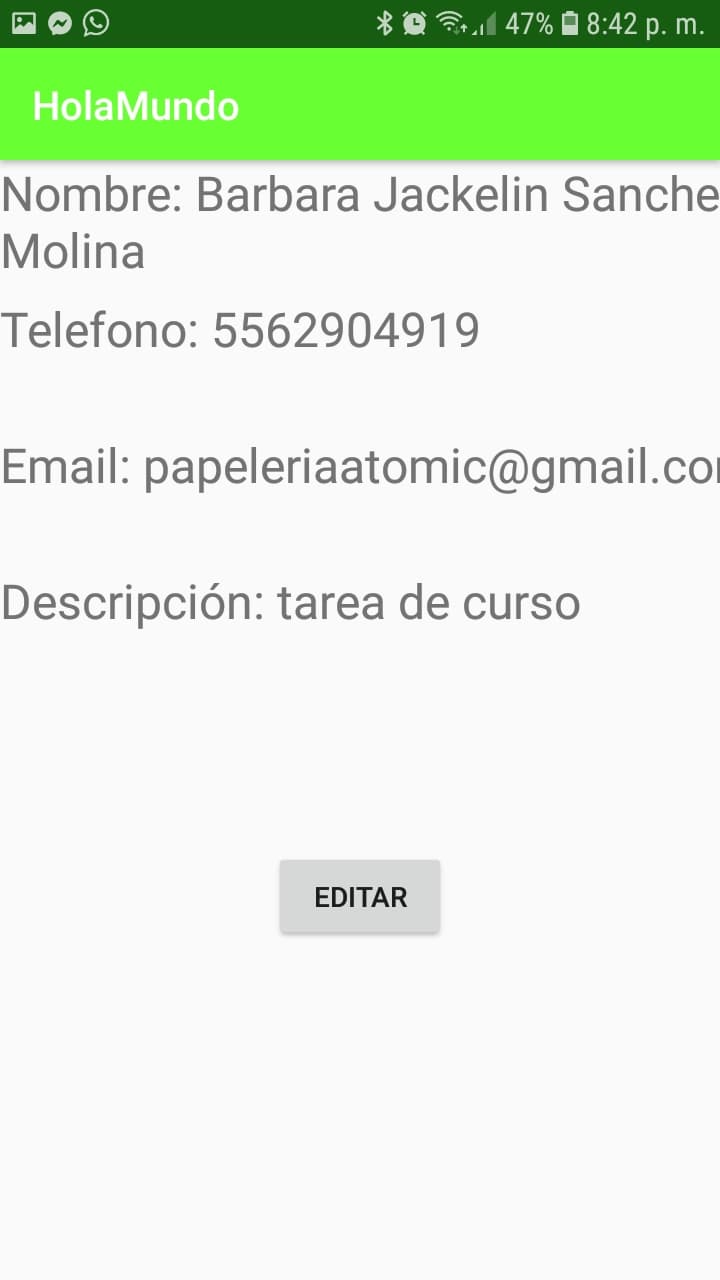 47% 8:42 p. m.
HolaMundo
Nombre: Barbara Jackelin Sanche
Molina
Telefono: 5562904919
Email: papeleriaatomic@gmail.co
Descripción: tarea de curso
EDITAR